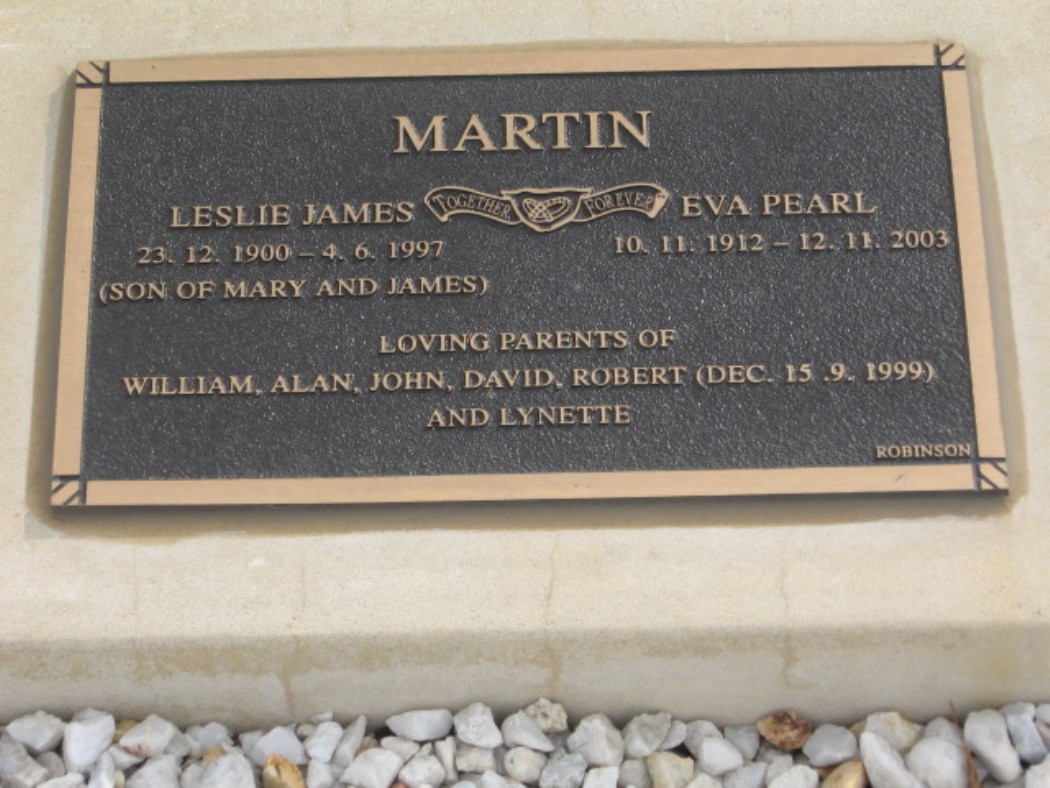 MARTIN
LESLIE JAMES TOGETHER FOREVER EVA PEARL
23. 12. 1900 – 4. 6. 1997 10. 11. 1912 – 12. 11. 2003
(SON OF MARY AND JAMES)
LOVING PARENTS OF
WILLIAM, ALAN, JOHN, DAVID, ROBERT (DEC. 15 .9. 1999)
AND LYNETTE
ROBINSON